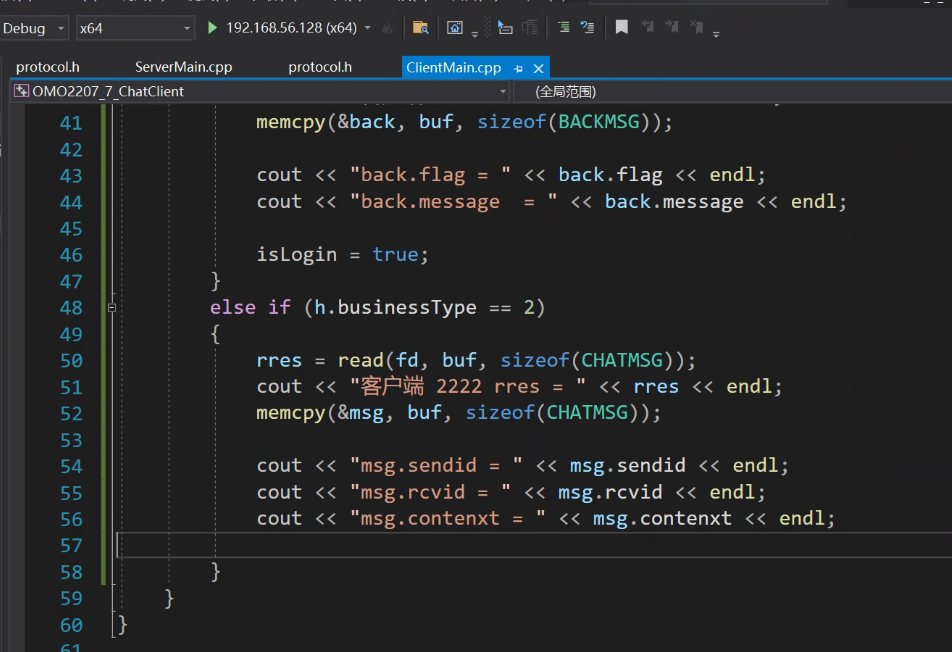 Debug x64 192.168.56.128 (x64)
protocol.h ServerMain.cpp protocol.h ClientMain.cpp
OMO2207_7_ChatClient (全局范围)
41 memcpy(&back, buf, sizeof(BACKMSG));
42
43 cout << "back.flag = " << back.flag << endl;
44 cout << "back.message  = " << back.message << endl;
45
46 isLogin = true;
47 }
48 else if (h.businessType == 2)
49 {
50 rres = read(fd, buf, sizeof(CHATMSG));
51 cout << "客户端 2222 rres = " << rres << endl;
52 memcpy(&msg, buf, sizeof(CHATMSG));
53
54 cout << "msg.sendid = " << msg.sendid << endl;
55 cout << "msg.rcvid = " << msg.rcvid << endl;
56 cout << "msg.contenxt = " << msg.contenxt << endl;
57
58 }
59 }
60 }
61